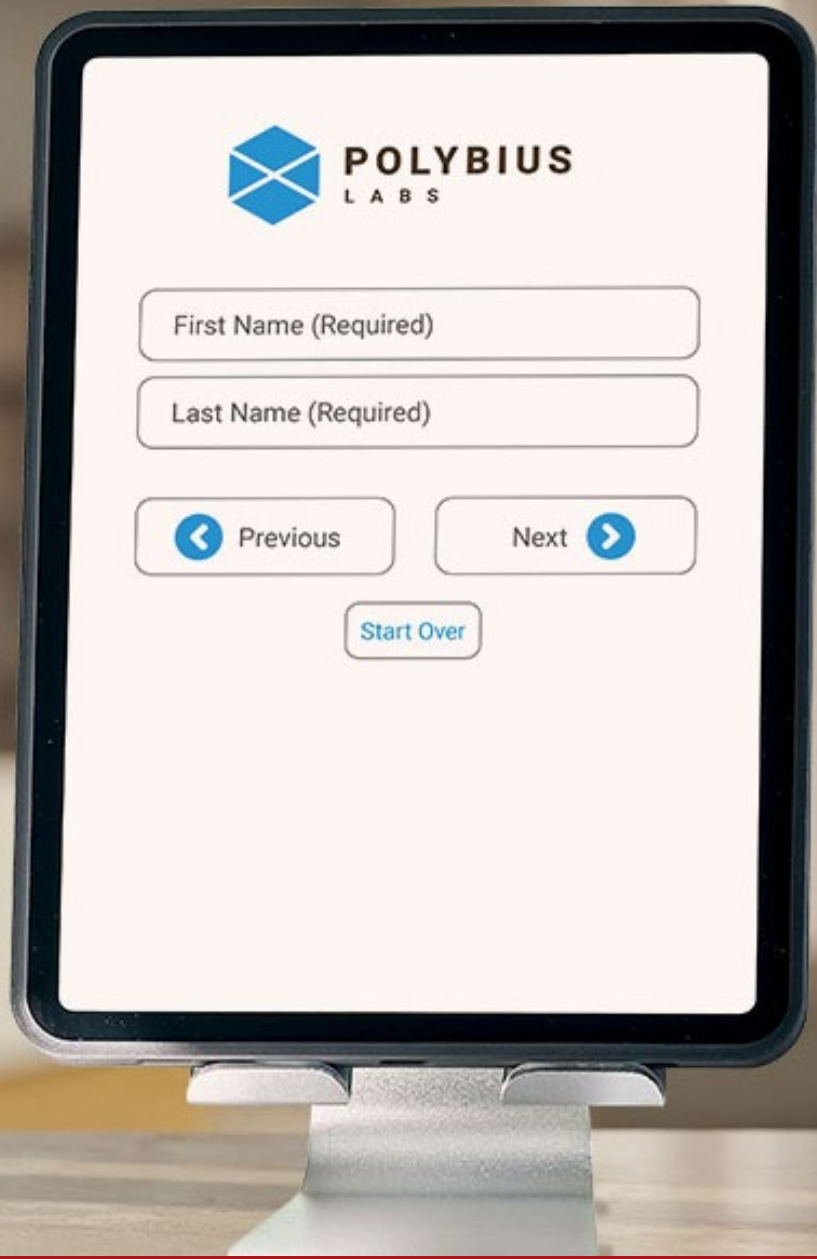 POLYBIUS
LABS
First Name (Required)
Last Name (Required)
Previous
Next
Start Over